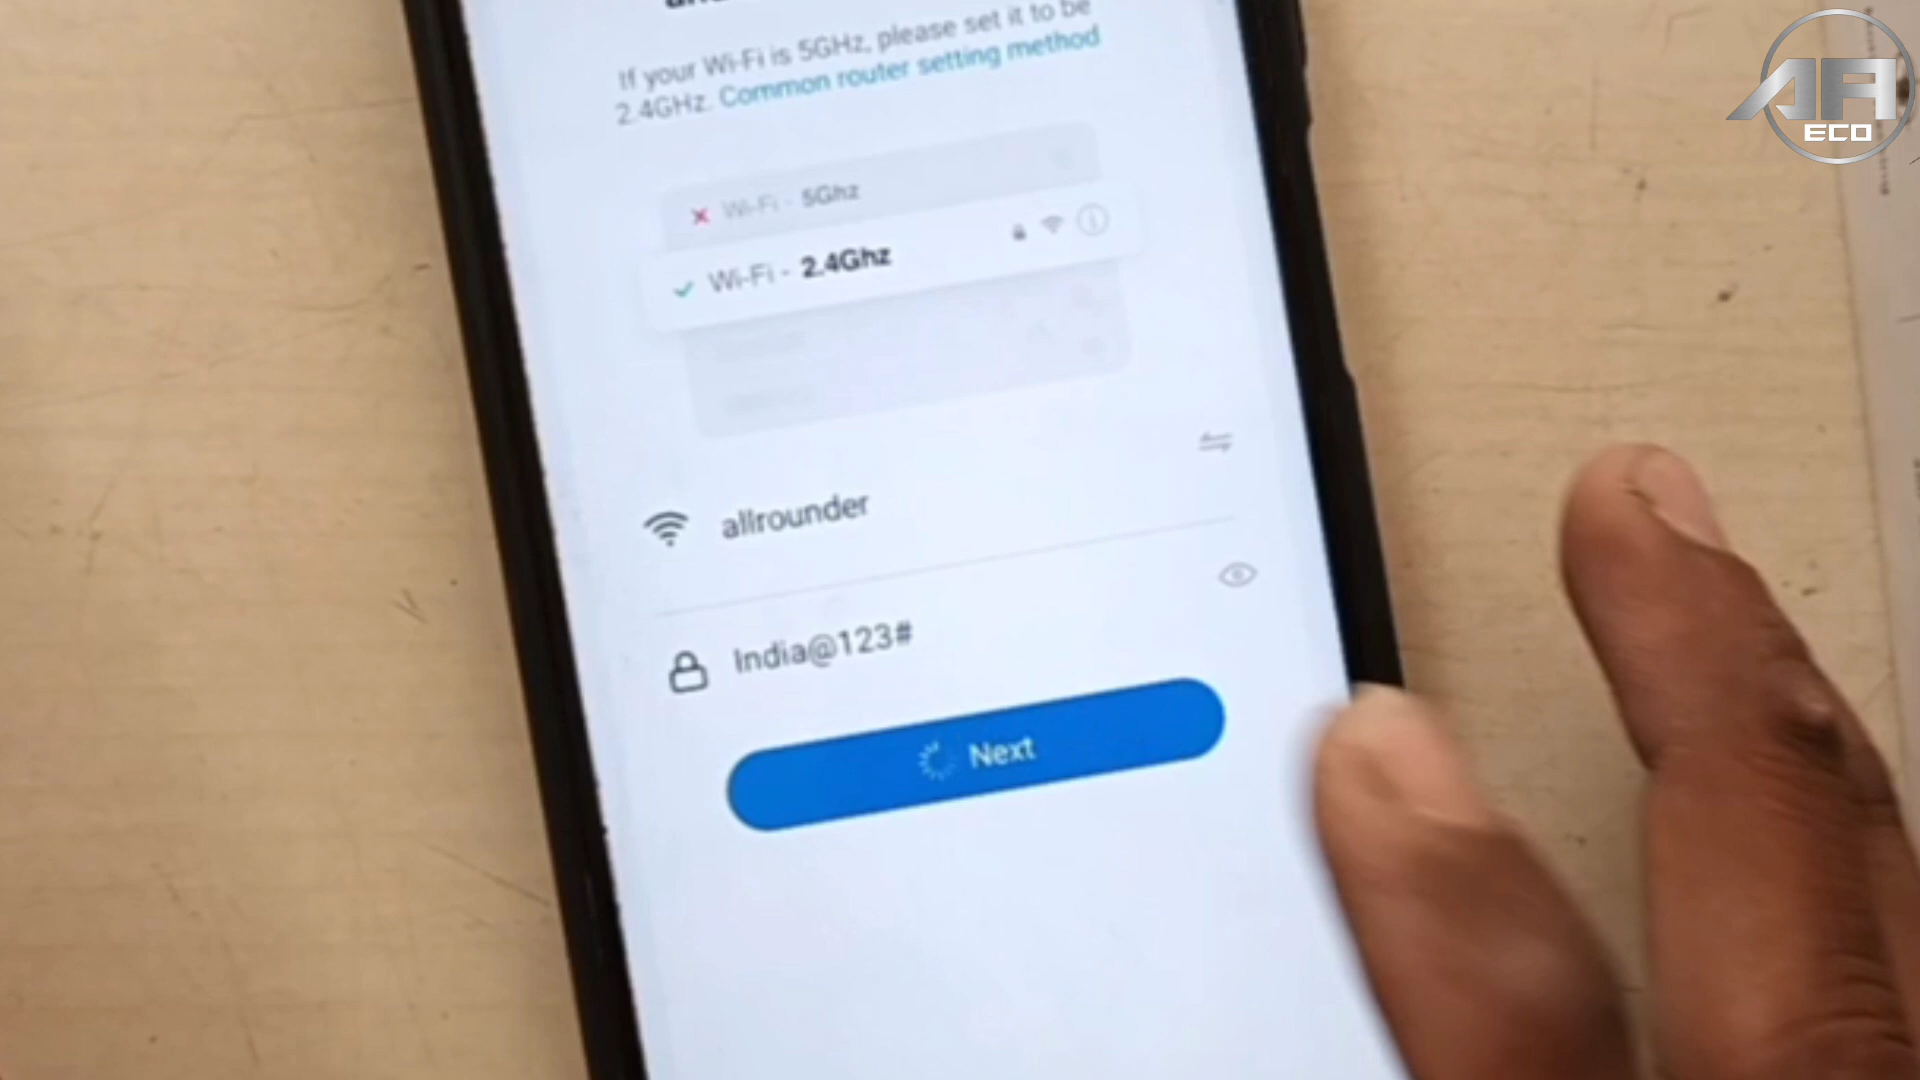 If your Wi-Fi is 5GHz, please set it to be
2.4GHz. Common router setting method
Wi-Fi - 5Ghz
Wi-Fi - 2.4Ghz
allrounder
India@123#
Next
ECO